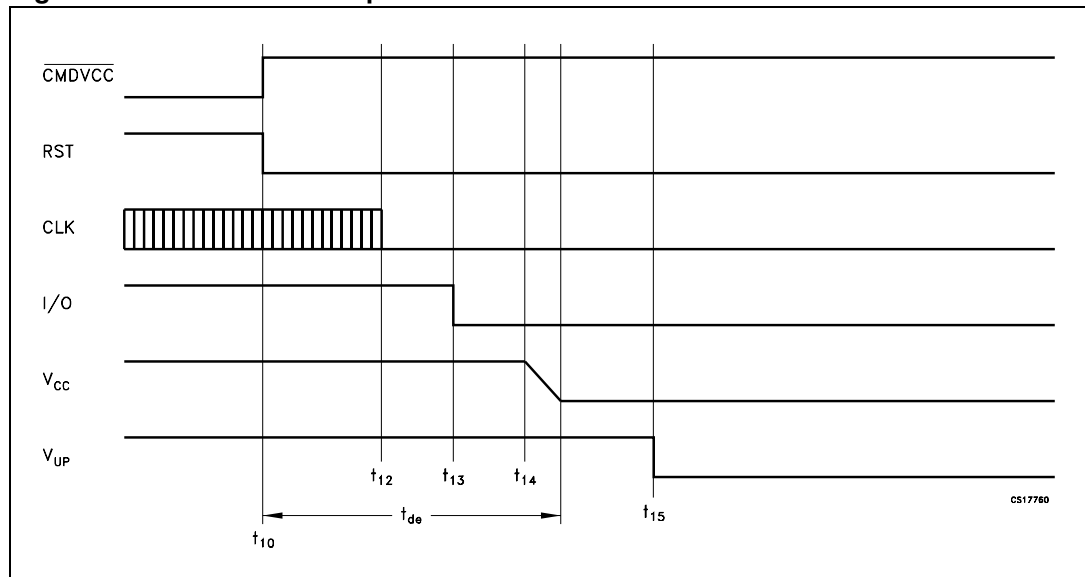 CMDVCC
RST
CLK
I/O
VCC
VUP
t12
t13
t14
tde
t15
t10
CS17760